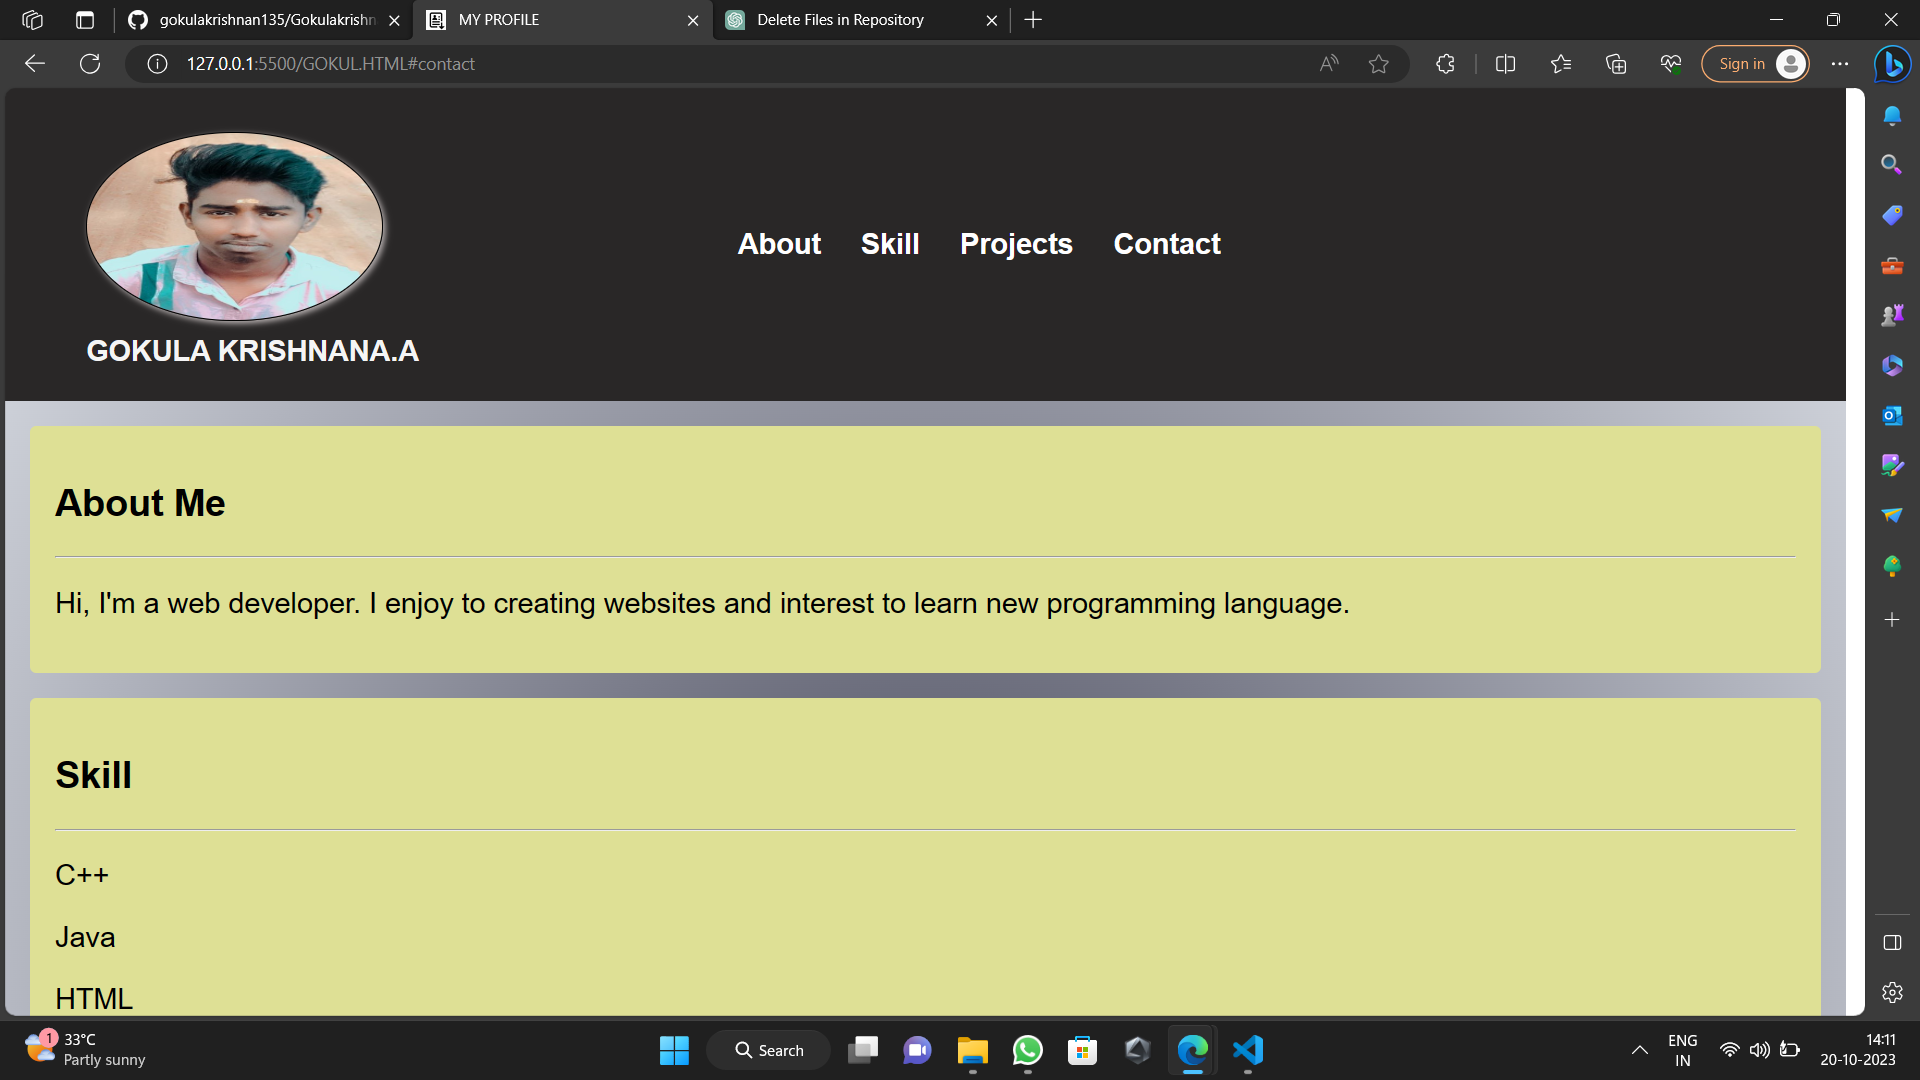 gokulakrishnan135/Gokulakrishn
MY PROFILE
Delete Files in Repository
127.0.0.1:5500/GOKUL.HTML#contact
Sign in
About Skill Projects Contact
GOKULA KRISHNANA.A
About Me
Hi, I'm a web developer. I enjoy to creating websites and interest to learn new programming language.
Skill
C++
Java
HTML
1
33°C
Partly sunny
Search
ENG
IN
14:11
20-10-2023